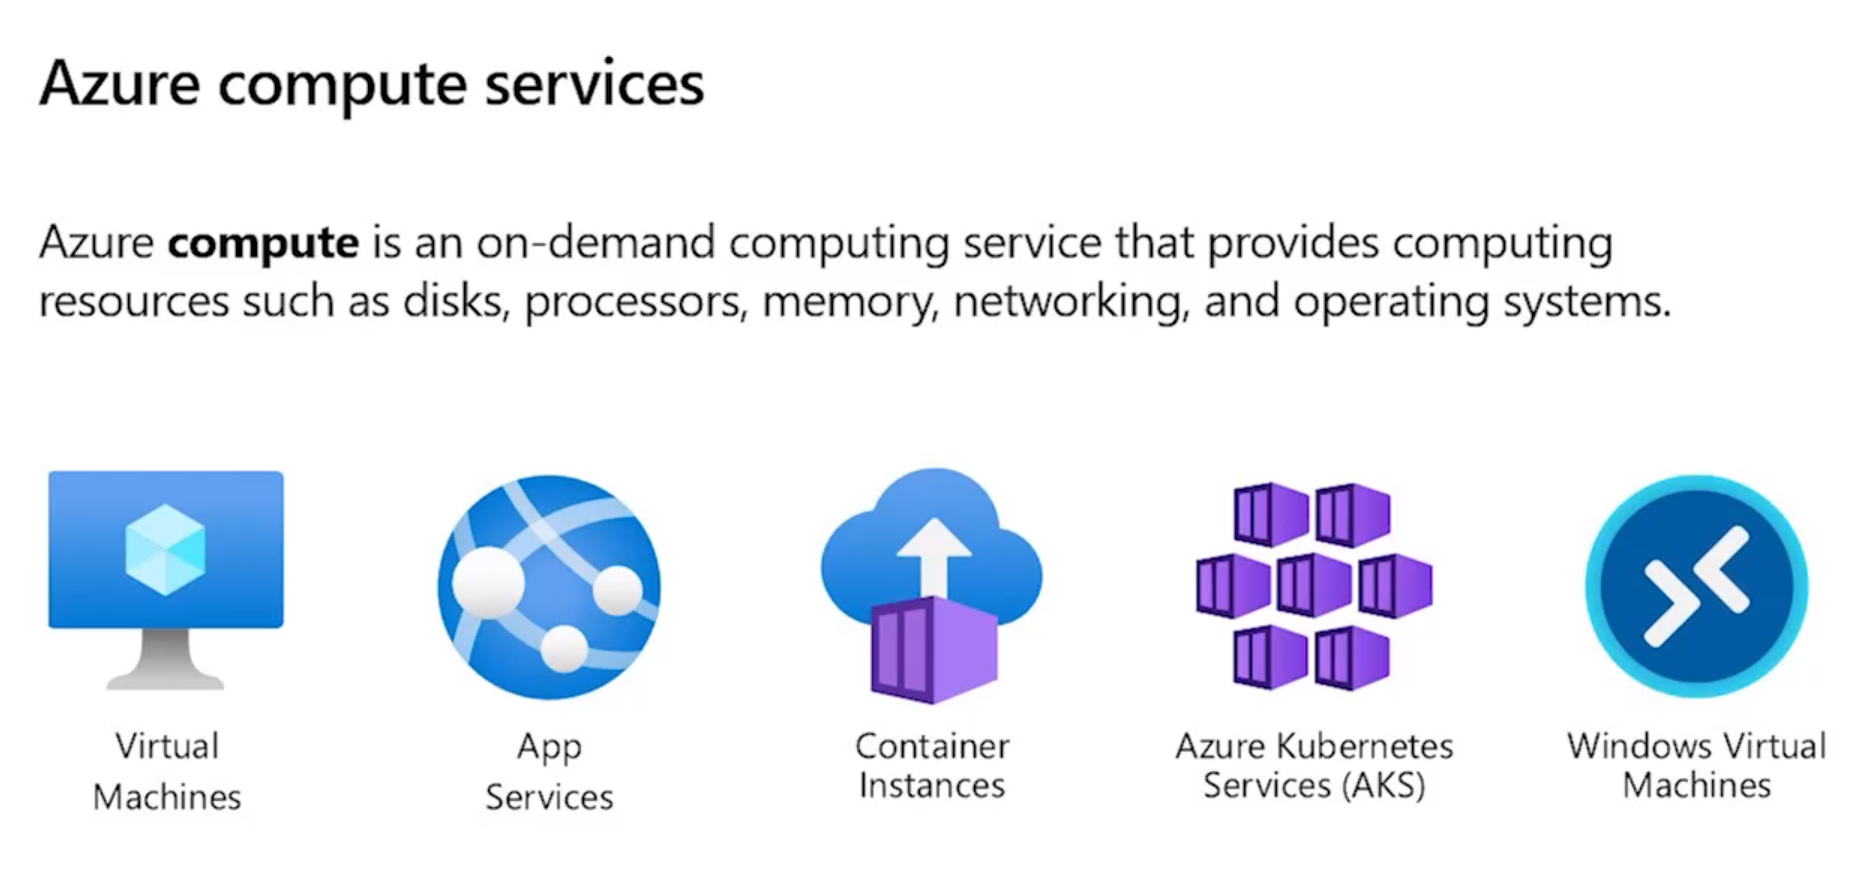 Azure compute services
Azure compute is an on-demand computing service that provides computing
resources such as disks, processors, memory, networking, and operating systems.
Virtual
Machines
App
Services
Container
Instances
Azure Kubernetes
Services (AKS)
Windows Virtual
Machines